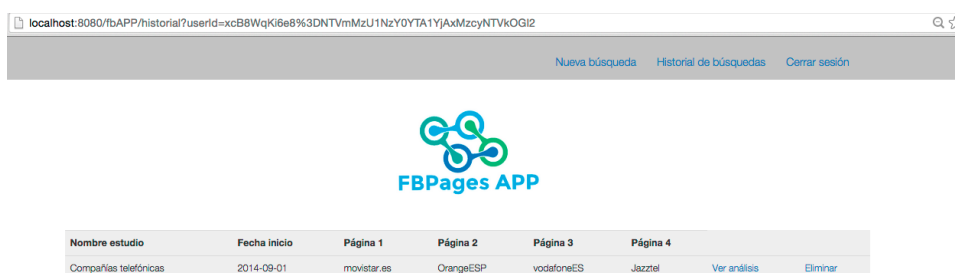 localhost:8080/fbAPP/historial?userId=xcB8WqKi6e8%3DNTVmMzU1NzY0YTA1YjAxMzcyNTVkOGI2
Nueva búsqueda Historial de búsquedas Cerrar sesión
FBPages APP
Nombre estudio Fecha inicio Página 1 Página 2 Página 3 Página 4
Compañías telefónicas 2014-09-01 movistar.es OrangeESP vodafoneES Jazztel Ver análisis Eliminar